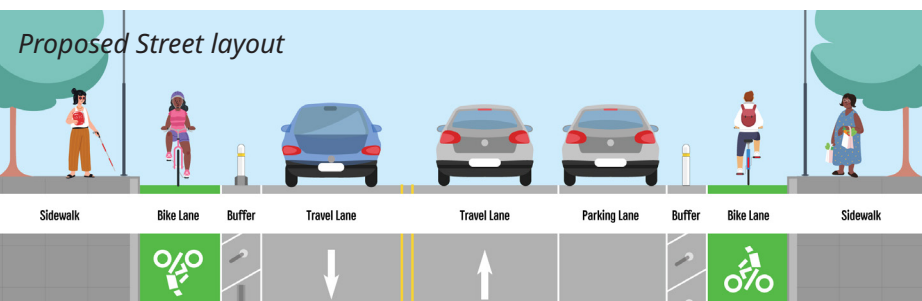 Proposed Street layout
Sidewalk Bike Lane Buffer Travel Lane Travel Lane Parking Lane Buffer Bike Lane Sidewalk